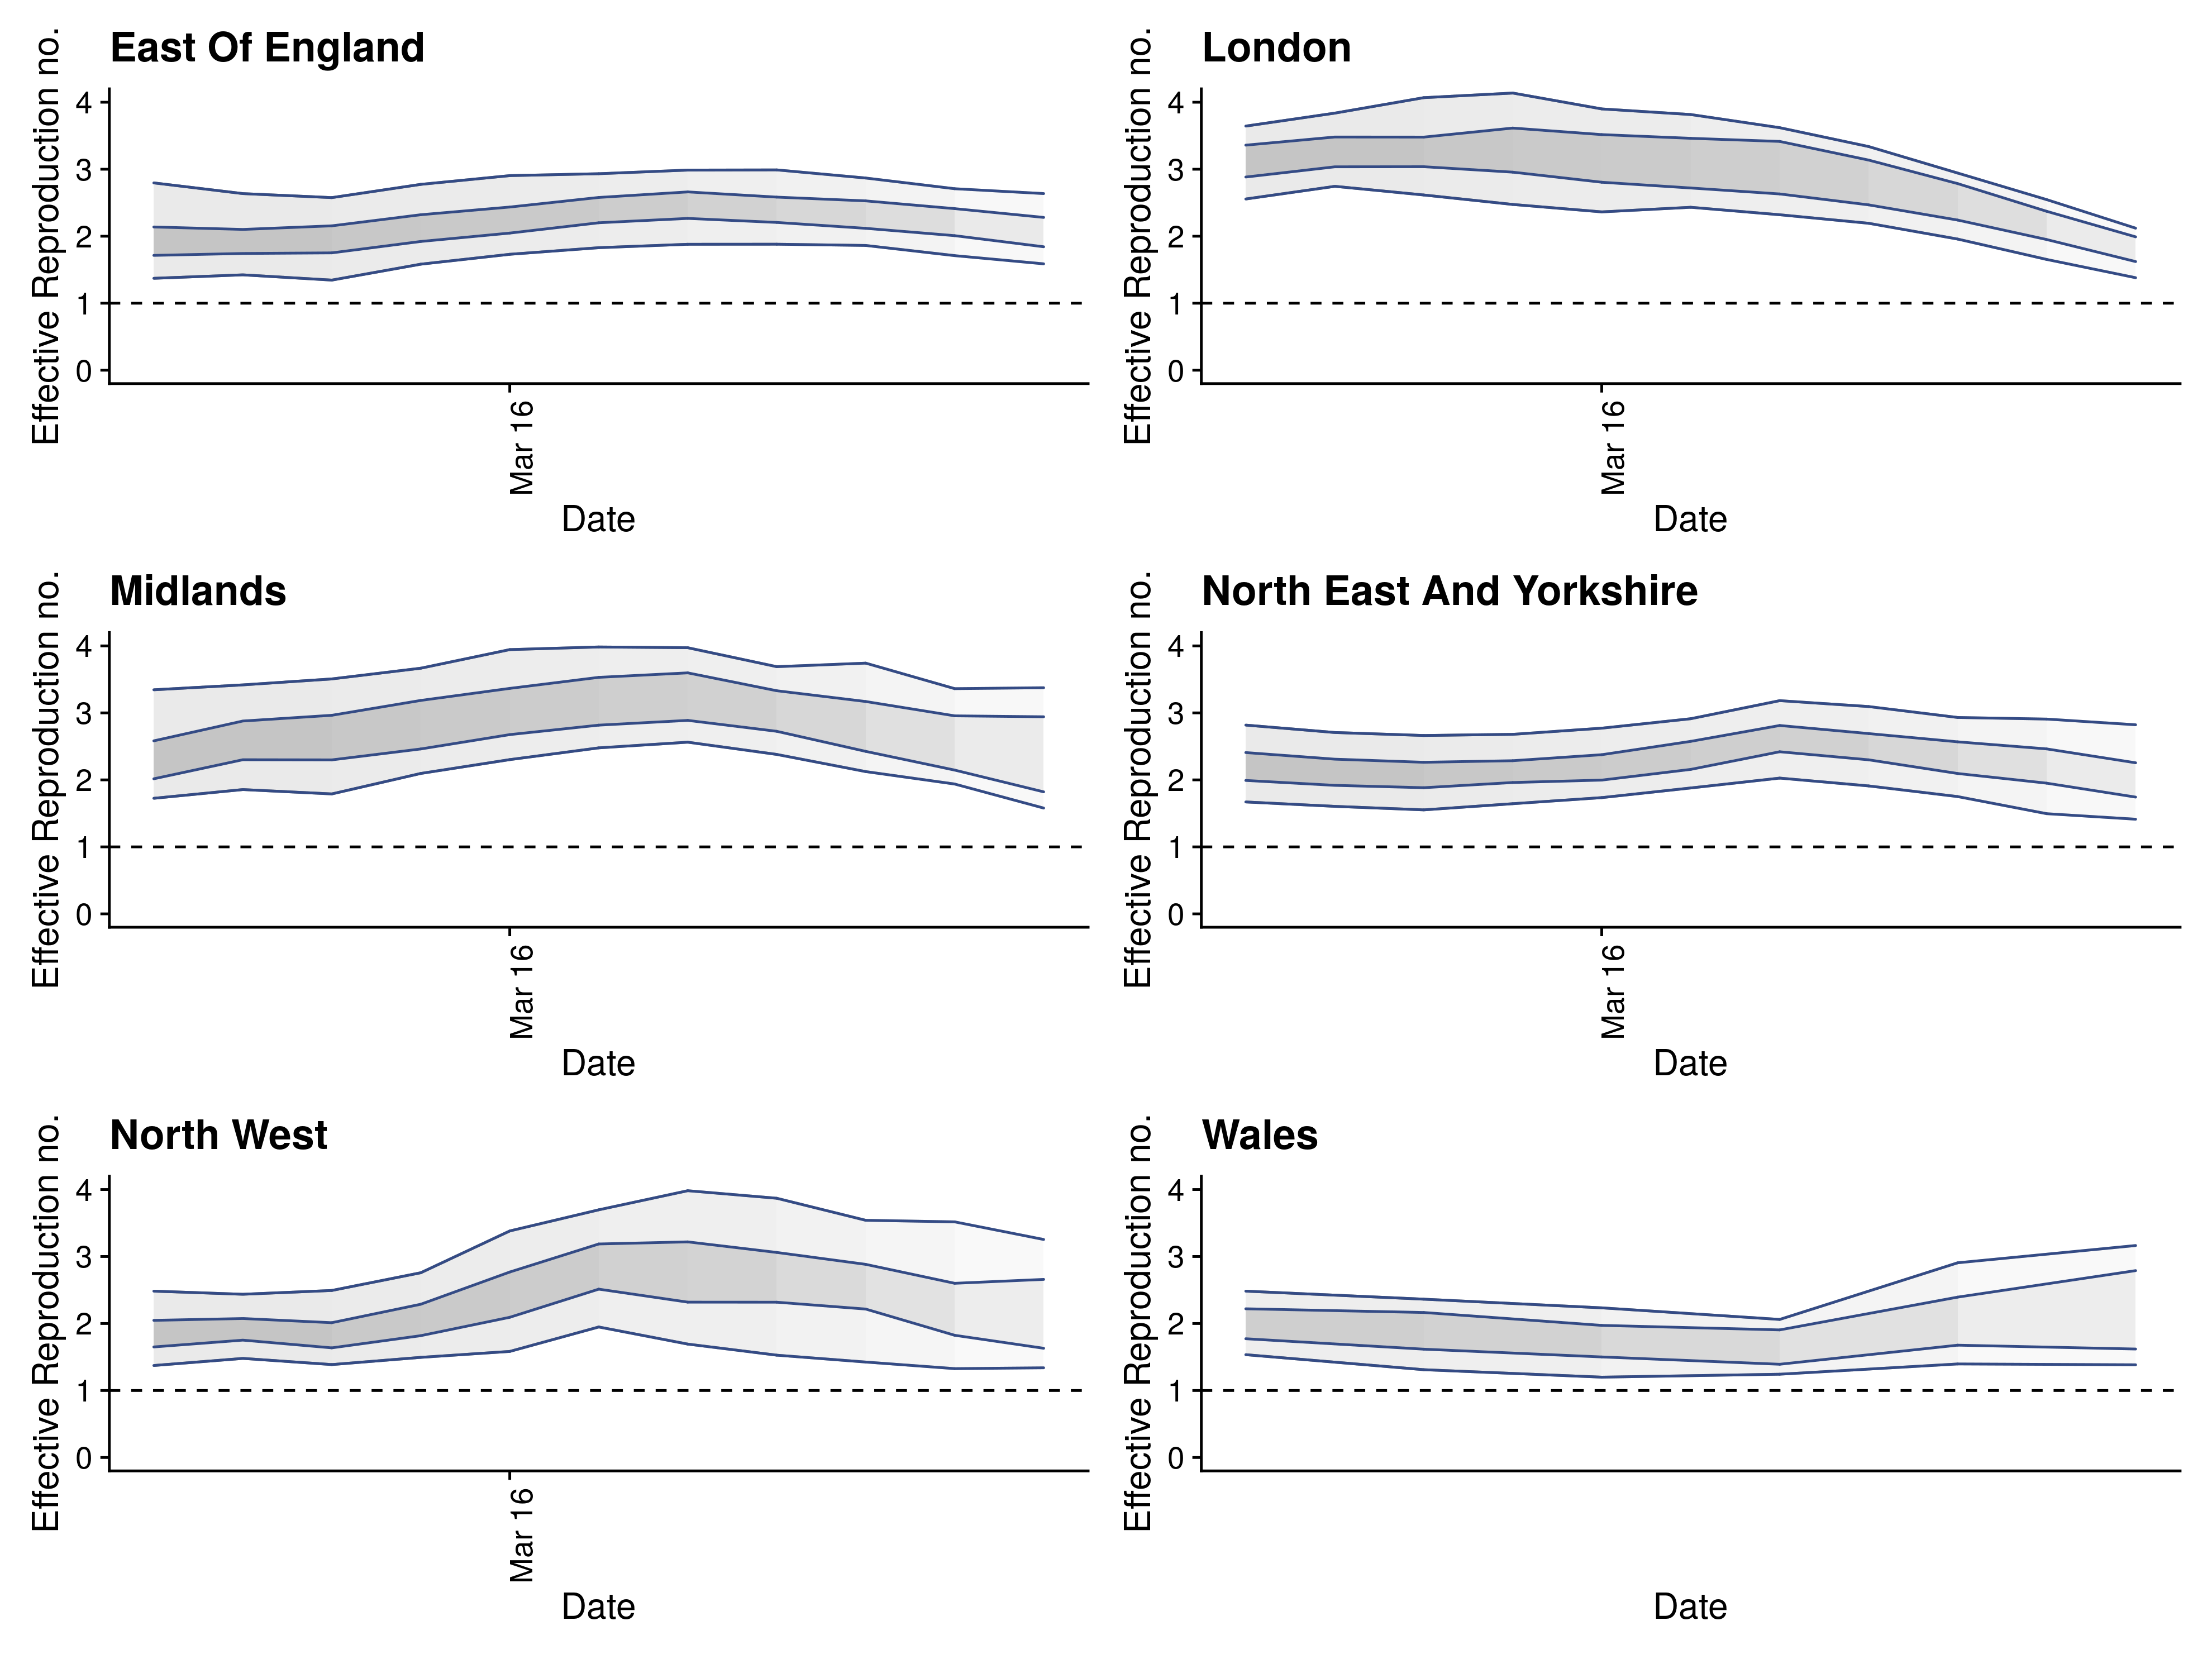 East Of England
Effective Reproduction no.
4
3
2
1
0
Mar 16
Date
London
Effective Reproduction no.
4
3
2
1
0
Mar 16
Date
Midlands
Effective Reproduction no.
4
3
2
1
0
Mar 16
Date
North East And Yorkshire
Effective Reproduction no.
4
3
2
1
0
Mar 16
Date
North West
Effective Reproduction no.
4
3
2
1
0
Mar 16
Date
Wales
Effective Reproduction no.
4
3
2
1
0
Date